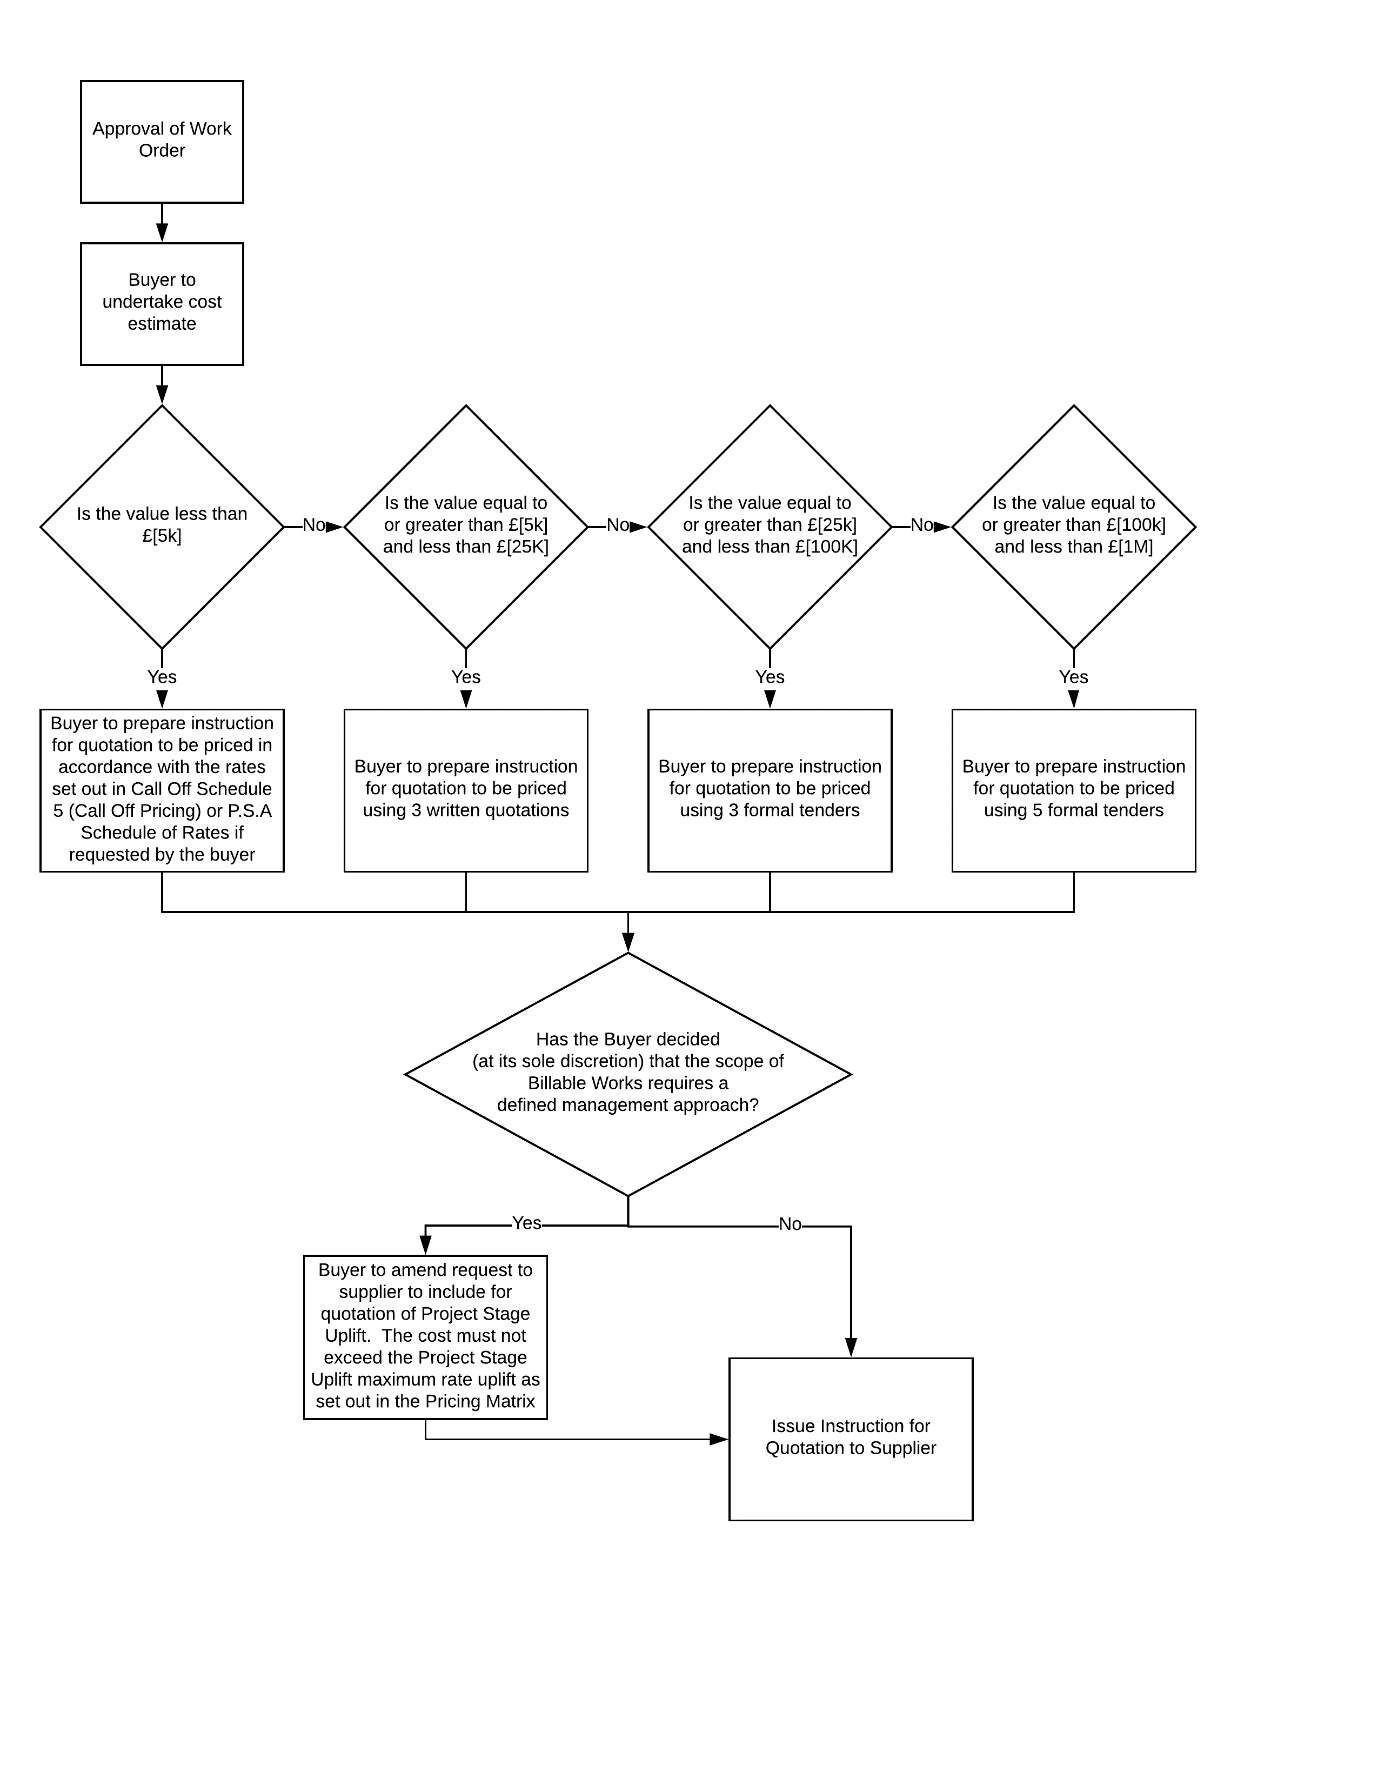 Approval of Work
Order
Buyer to
undertake cost
estimate
Is the value less than
£[5k]
No
Is the value equal to
or greater than £[5k]
and less than £[25K]
No
Is the value equal to
or greater than £[25k]
and less than £[100K]
No
Is the value equal to
or greater than £[100k]
and less than £[1M]
Yes
Yes
Yes
Yes
Buyer to prepare instruction
for quotation to be priced in
accordance with the rates
set out in Call Off Schedule
5 (Call Off Pricing) or P.S.A
Schedule of Rates if
requested by the buyer
Buyer to prepare instruction
for quotation to be priced
using 3 written quotations
Buyer to prepare instruction
for quotation to be priced
using 3 formal tenders
Buyer to prepare instruction
for quotation to be priced
using 5 formal tenders
Has the Buyer decided
(at its sole discretion) that the scope of
Billable Works requires a
defined management approach?
Yes
No
Buyer to amend request to
supplier to include for
quotation of Project Stage
Uplift.  The cost must not
exceed the Project Stage
Uplift maximum rate uplift as
set out in the Pricing Matrix
Issue Instruction for
Quotation to Supplier